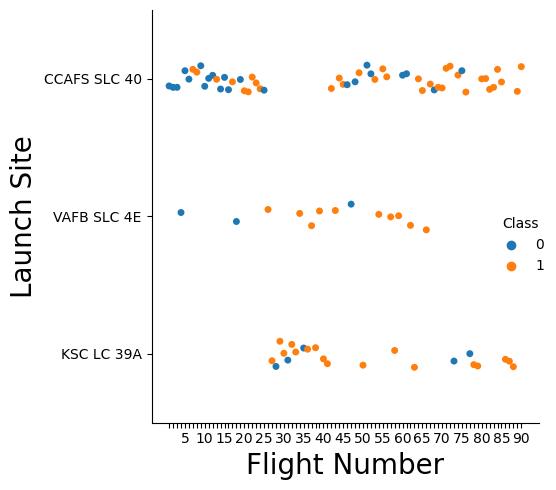 CCAFS SLC 40
VAFB SLC 4E
KSC LC 39A
Launch Site
Class
0
1
5 10 15 20 25 30 35 40 45 50 55 60 65 70 75 80 85 90
Flight Number